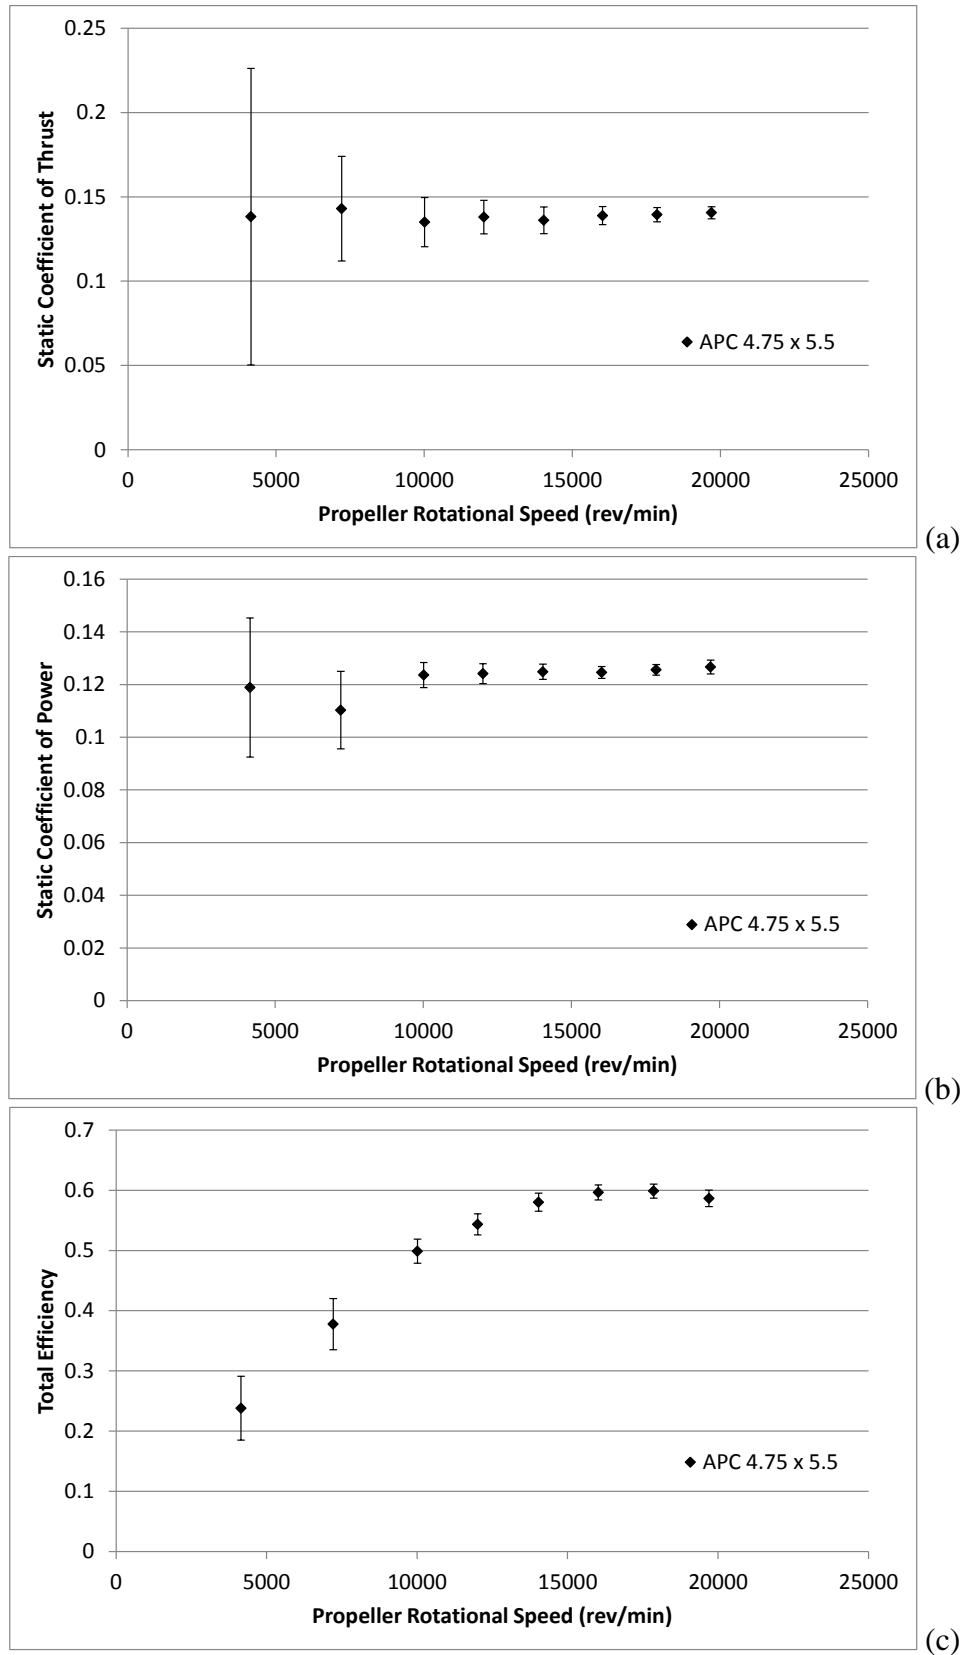 0.25
0.2
0.15
0.1
0.05
0
Static Coefficient of Thrust
APC 4.75 x 5.5
0 5000 10000 15000 20000 25000
Propeller Rotational Speed (rev/min)
(a)
0.16
0.14
0.12
0.1
0.08
0.06
0.04
0.02
0
Static Coefficient of Power
APC 4.75 x 5.5
0 5000 10000 15000 20000 25000
Propeller Rotational Speed (rev/min)
(b)
0.7
0.6
0.5
0.4
0.3
0.2
0.1
0
Total Efficiency
APC 4.75 x 5.5
0 5000 10000 15000 20000 25000
Propeller Rotational Speed (rev/min)
(c)